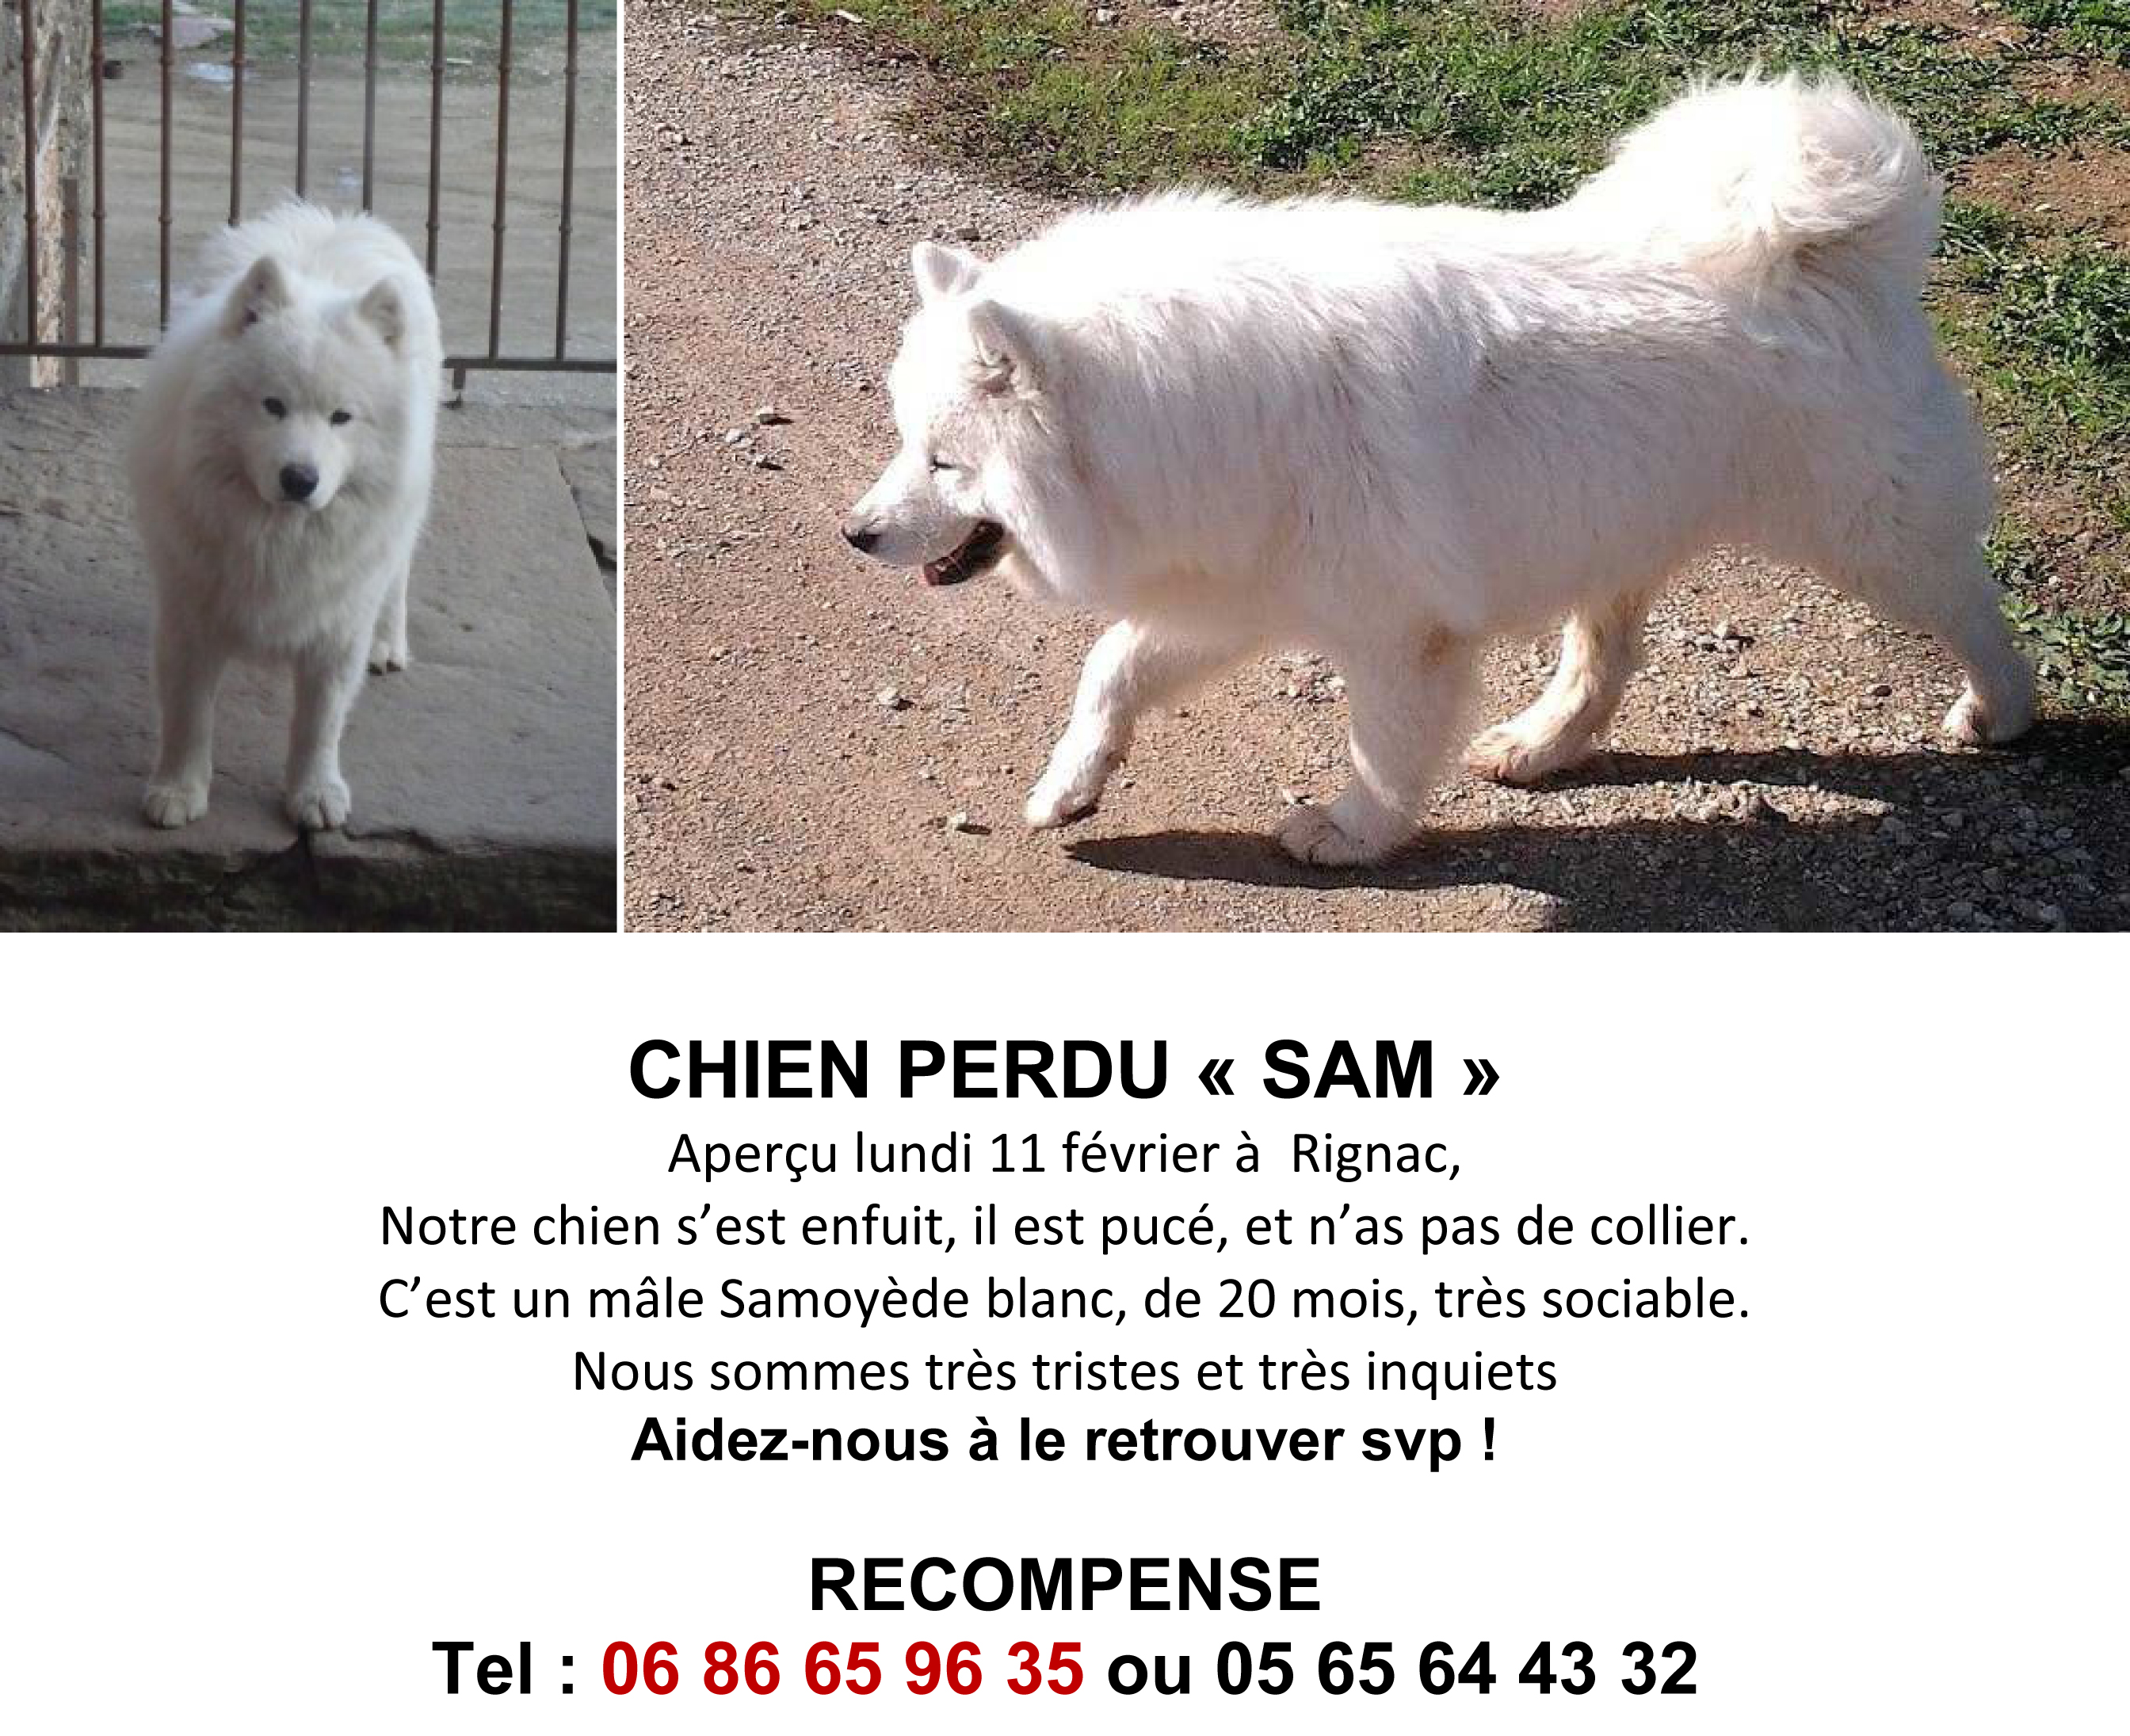 CHIEN PERDU « SAM »
Aperçu lundi 11 février à Rignac,
Notre chien s’est enfuit, il est pucé, et n’as pas de collier.
C’est un mâle Samoyède blanc, de 20 mois, très sociable.
Nous sommes très tristes et très inquiets
Aidez-nous à le retrouver svp !
RECOMPENSE
Tel : 06 86 65 96 35 ou 05 65 64 43 32